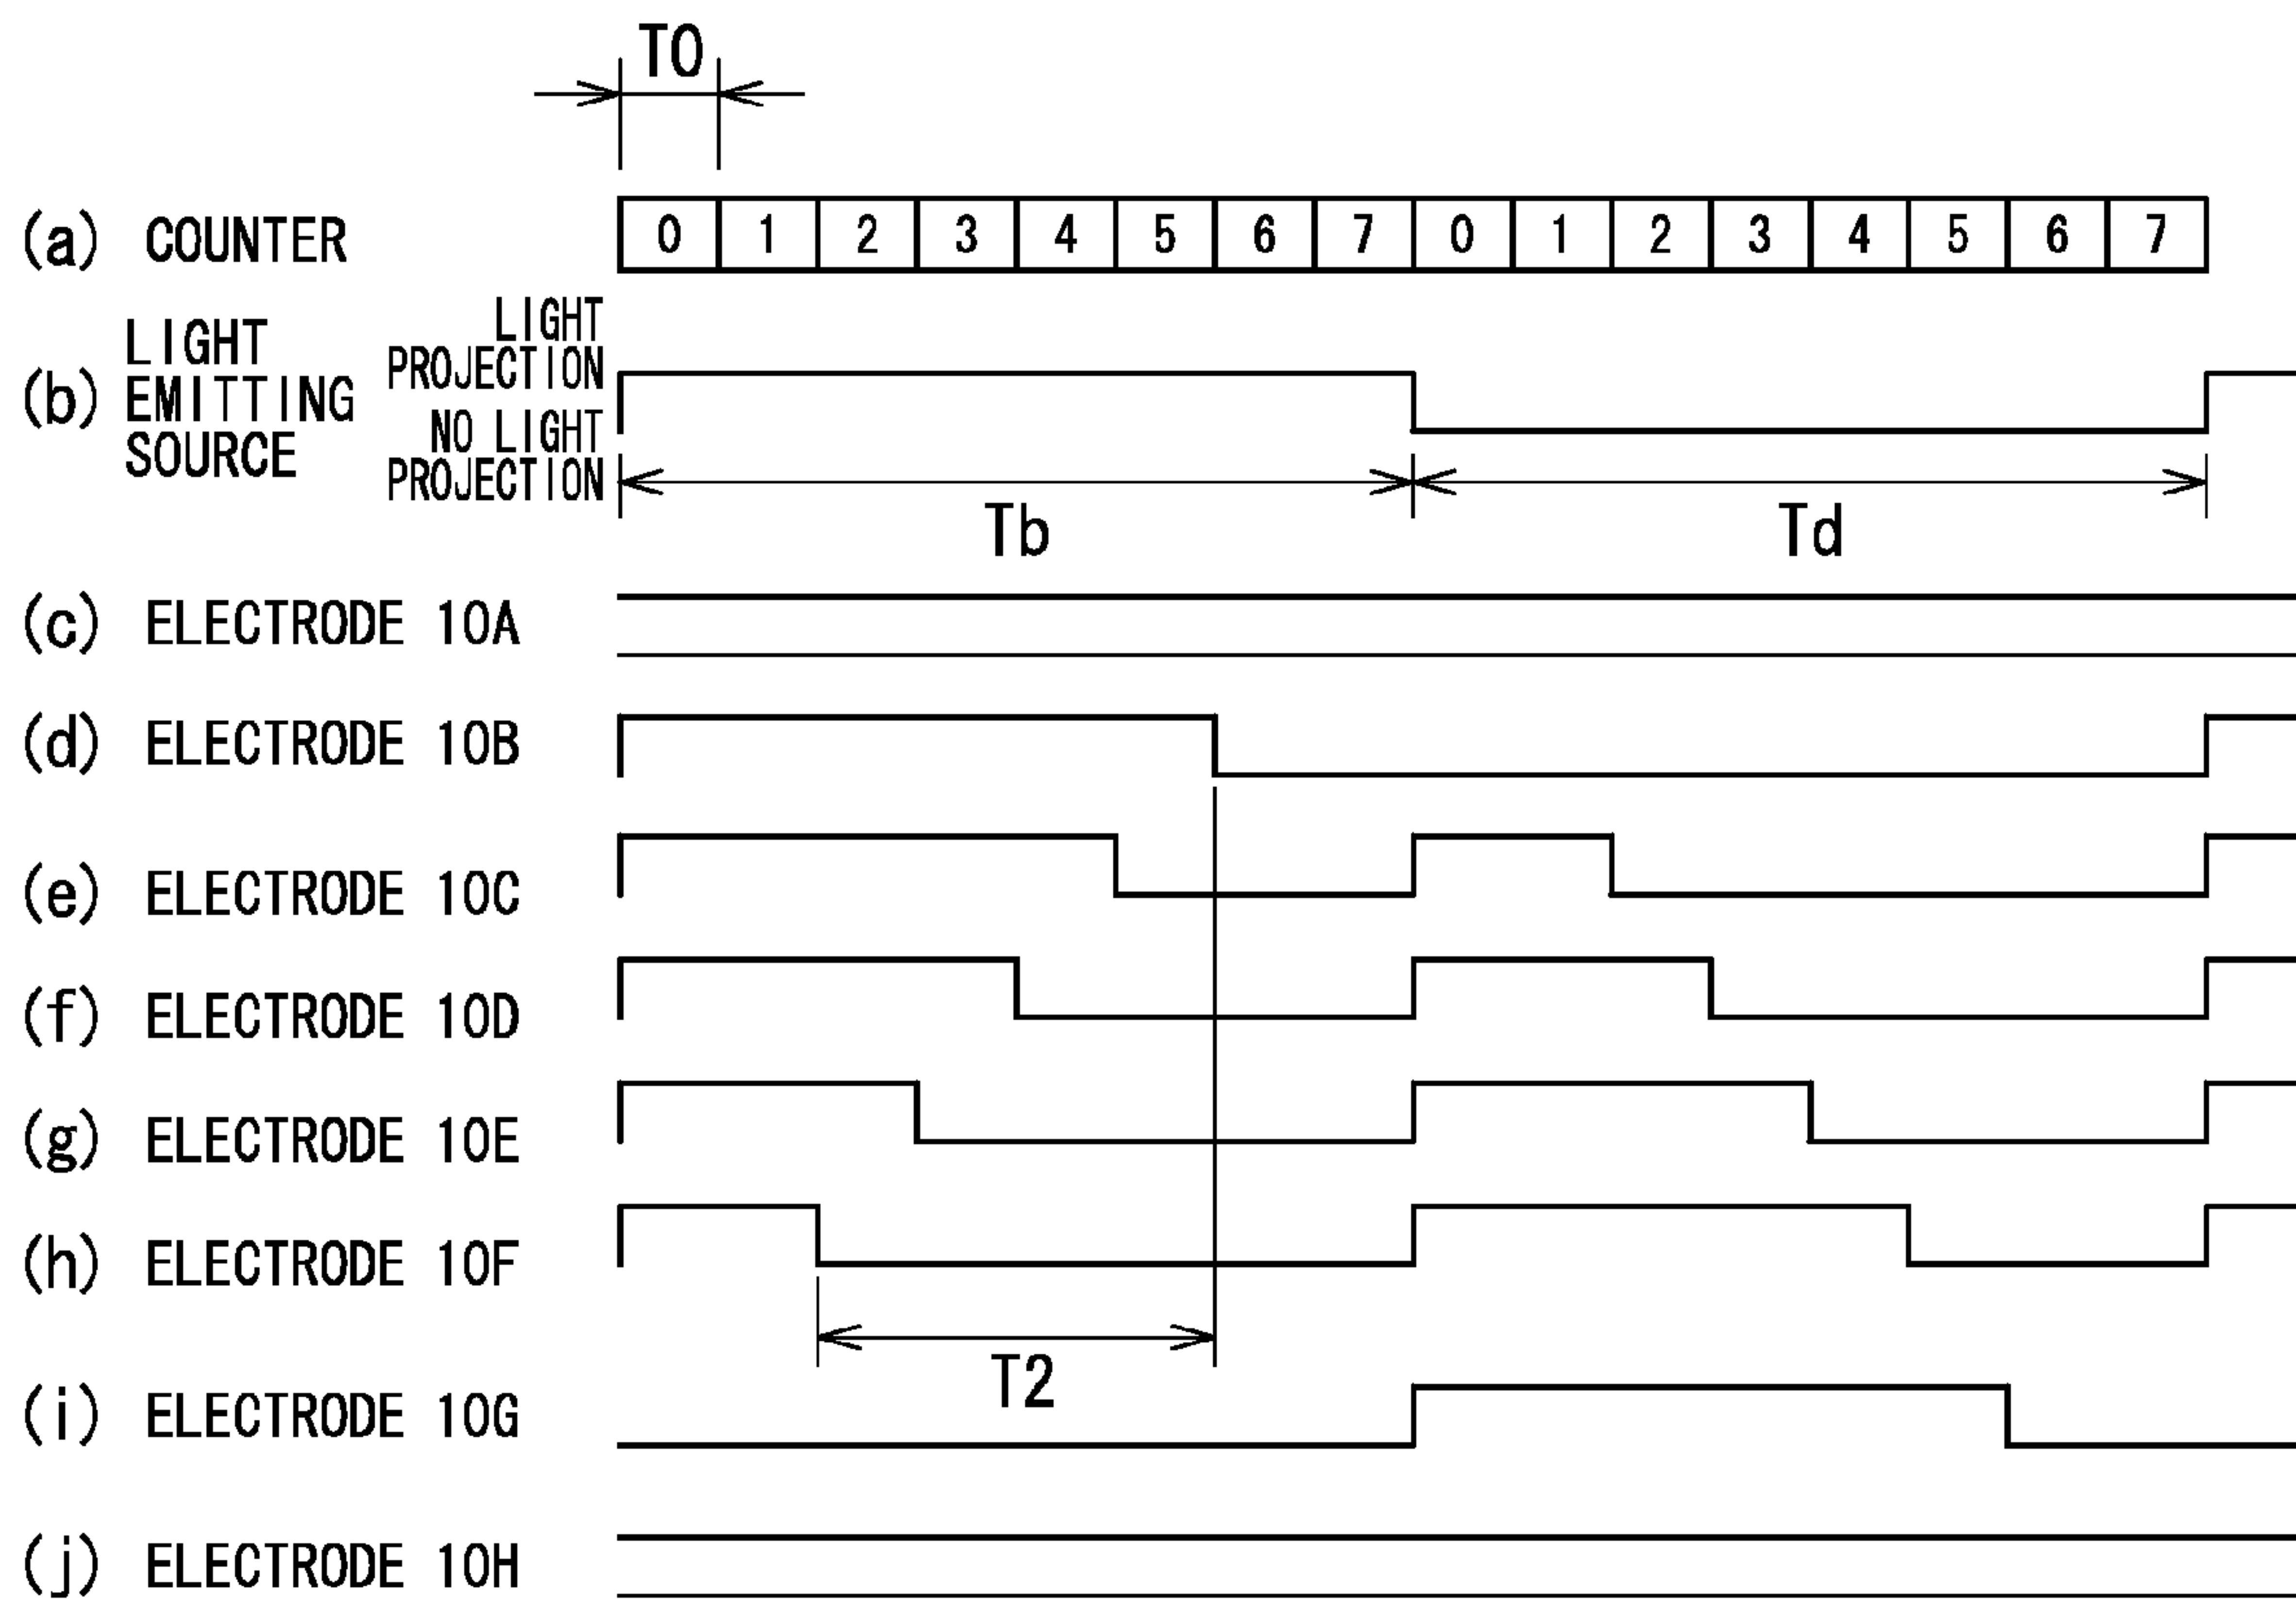 T0
(a) COUNTER 0 1 2 3 4 5 6 7 0 1 2 3 4 5 6 7
(b) LIGHT
EMITTING
SOURCE
LIGHT
PROJECTION
NO LIGHT
PROJECTION
Tb Td
(c) ELECTRODE 10A
(d) ELECTRODE 10B
(e) ELECTRODE 10C
(f) ELECTRODE 10D
(g) ELECTRODE 10E
(h) ELECTRODE 10F
T2
(i) ELECTRODE 10G
(j) ELECTRODE 10H